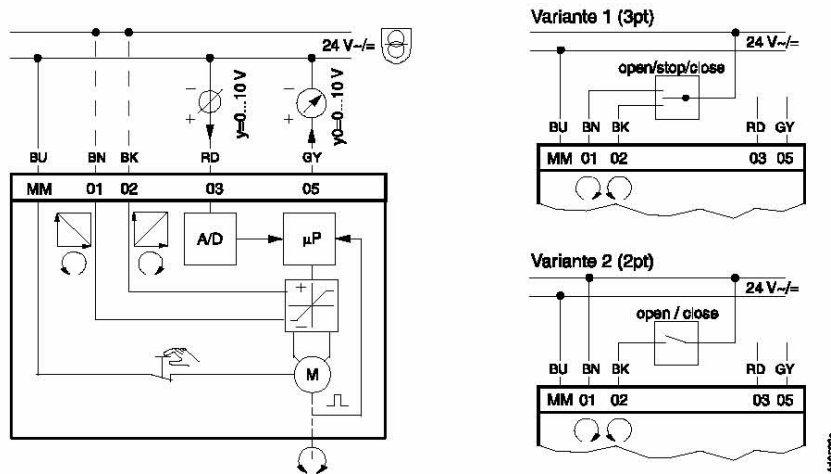 24 V~/=
y=0...10 V
y0=0...10 V
BU BN BK RD GY
MM 01 02 03 05
A/D
µP
+
−
M
Variante 1 (3pt)
24 V~/=
open/stop/close
BU BN BK RD GY
MM 01 02 03 05
Variante 2 (2pt)
24 V~/=
open / close
BU BN BK RD GY
MM 01 02 03 05